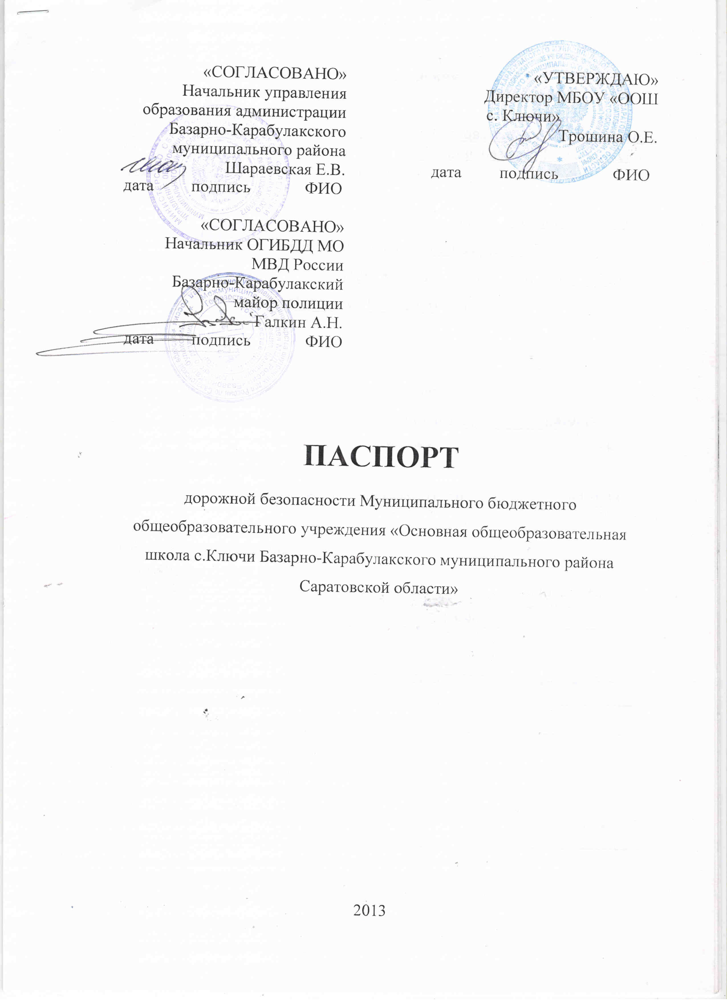 «СОГЛАСОВАНО»
Начальник управления
образования администрации
Базарно-Карабулакского
муниципального района
Шараевская Е.В.
дата подпись ФИО
«УТВЕРЖДАЮ»
Директор МБОУ «ООШ
с. Ключи»
Трошина О.Е.
дата подпись ФИО
«СОГЛАСОВАНО»
Начальник ОГИБДД МО
МВД России
Базарно-Карабулакский
майор полиции
Галкин А.Н.
дата подпись ФИО
ПАСПОРТ
дорожной безопасности Муниципального бюджетного
общеобразовательного учреждения «Основная общеобразовательная
школа с.Ключи Базарно-Карабулакского муниципального района
Саратовской области»
2013